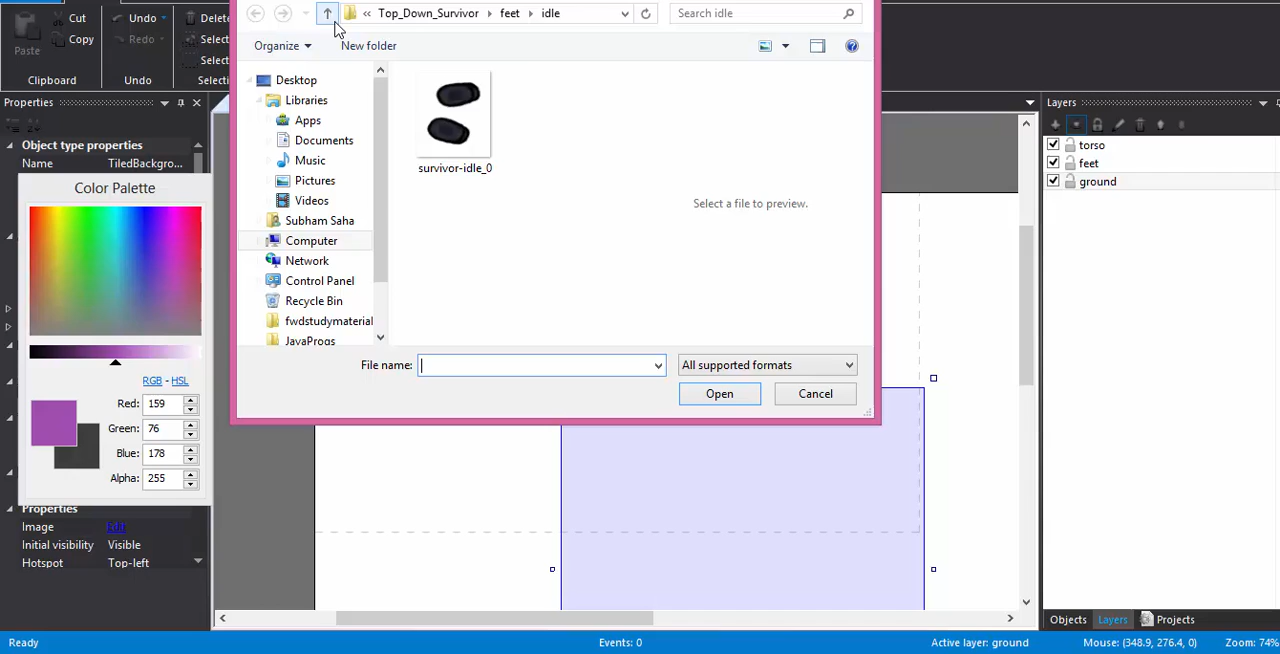 Cut
Copy
Paste
Clipboard
Undo
Redo
Undo
Delete
Select
Select
Selecti
« Top_Down_Survivor feet idle
Search idle
Organize
New folder
Desktop
Libraries
Apps
Documents
Music
Pictures
Videos
Subham Saha
Computer
Network
Control Panel
Recycle Bin
fwdstudymaterial
JavaProgs
survivor-idle_0
Select a file to preview.
File name:
All supported formats
Open
Cancel
Properties
Object type properties
Name TiledBackgro...
Color Palette
RGB - HSL
Red: 159
Green: 76
Blue: 178
Alpha: 255
Properties
Image Edit
Initial visibility Visible
Hotspot Top-left
Layers
torso
feet
ground
Objects Layers Projects
Ready
Events: 0
Active layer: ground
Mouse: (348.9, 276.4, 0)
Zoom: 74%